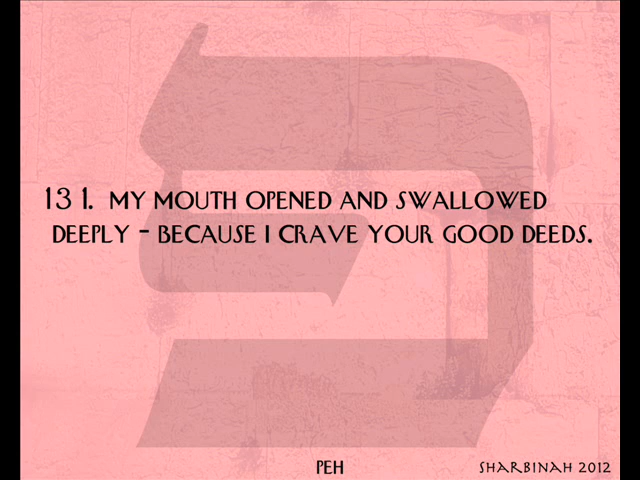 131. MY MOUTH OPENED AND SWALLOWED
DEEPLY - BECAUSE I CRAVE YOUR GOOD DEEDS.
פ
PEH
SHARBINAH 2012